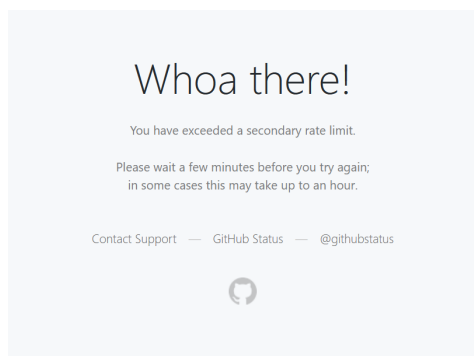 Whoa there!
You have exceeded a secondary rate limit.
Please wait a few minutes before you try again;
in some cases this may take up to an hour.
Contact Support — GitHub Status — @githubstatus